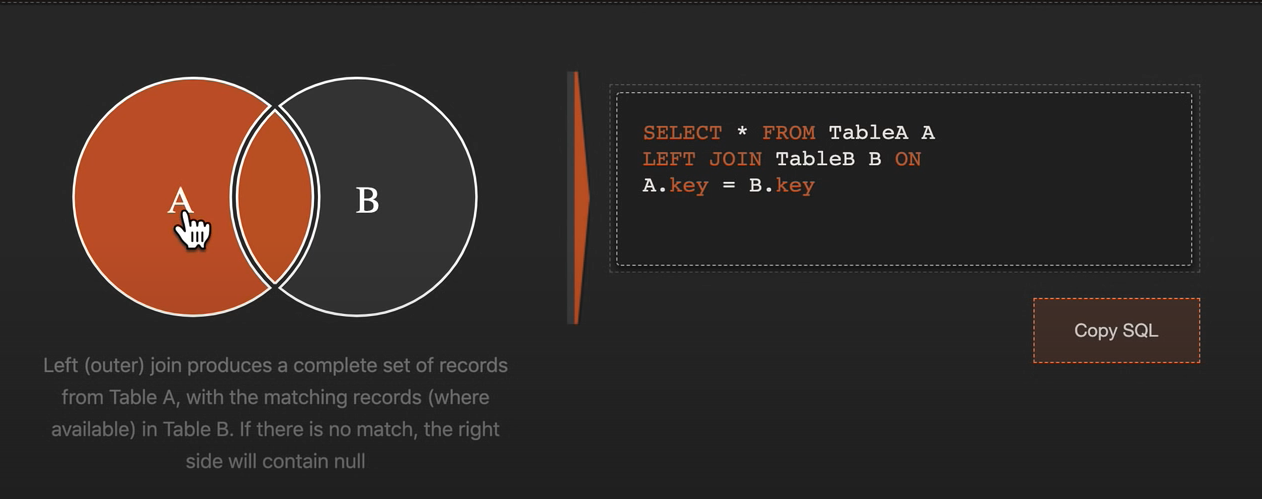 A
B
SELECT * FROM TableA A
LEFT JOIN TableB B ON
A.key = B.key
Copy SQL
Left (outer) join produces a complete set of records
from Table A, with the matching records (where
available) in Table B. If there is no match, the right
side will contain null